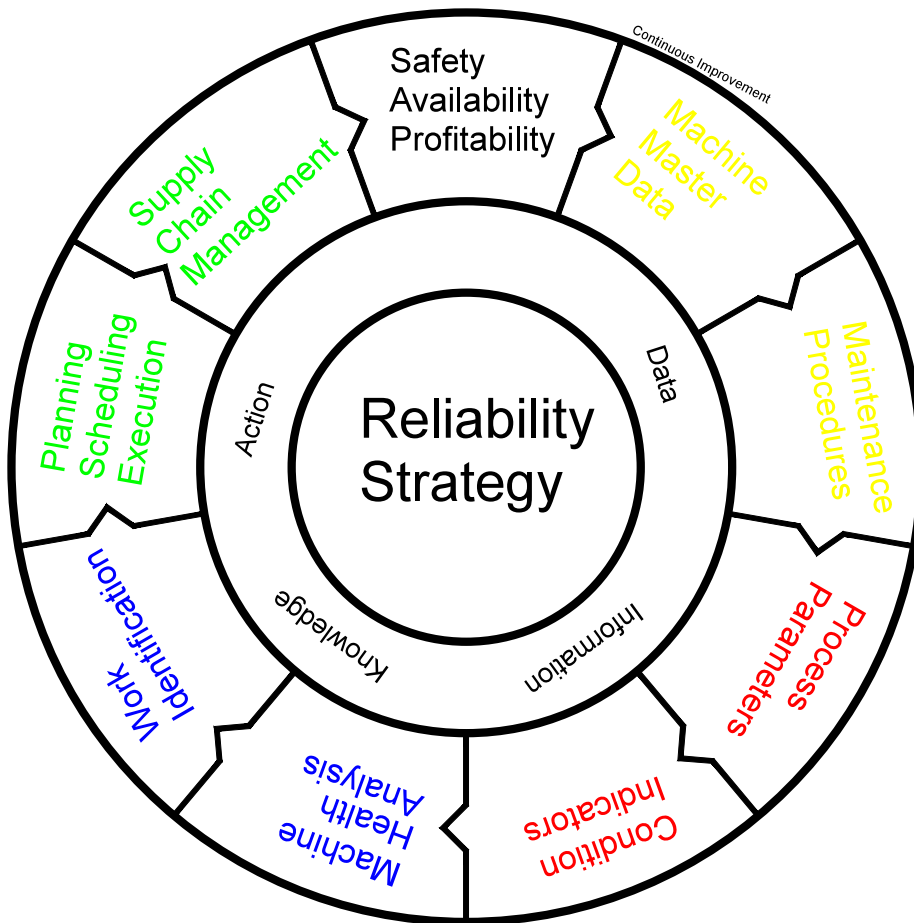 Safety
Availability
Profitability
Continuous Improvement
Machine
Master
Data
Maintenance
Procedures
Process
Parameters
Condition
Indicators
Machine
Health
Analysis
Work
Identification
Planning
Scheduling
Execution
Supply
Chain
Management
Data
Information
Knowledge
Action
Reliability
Strategy